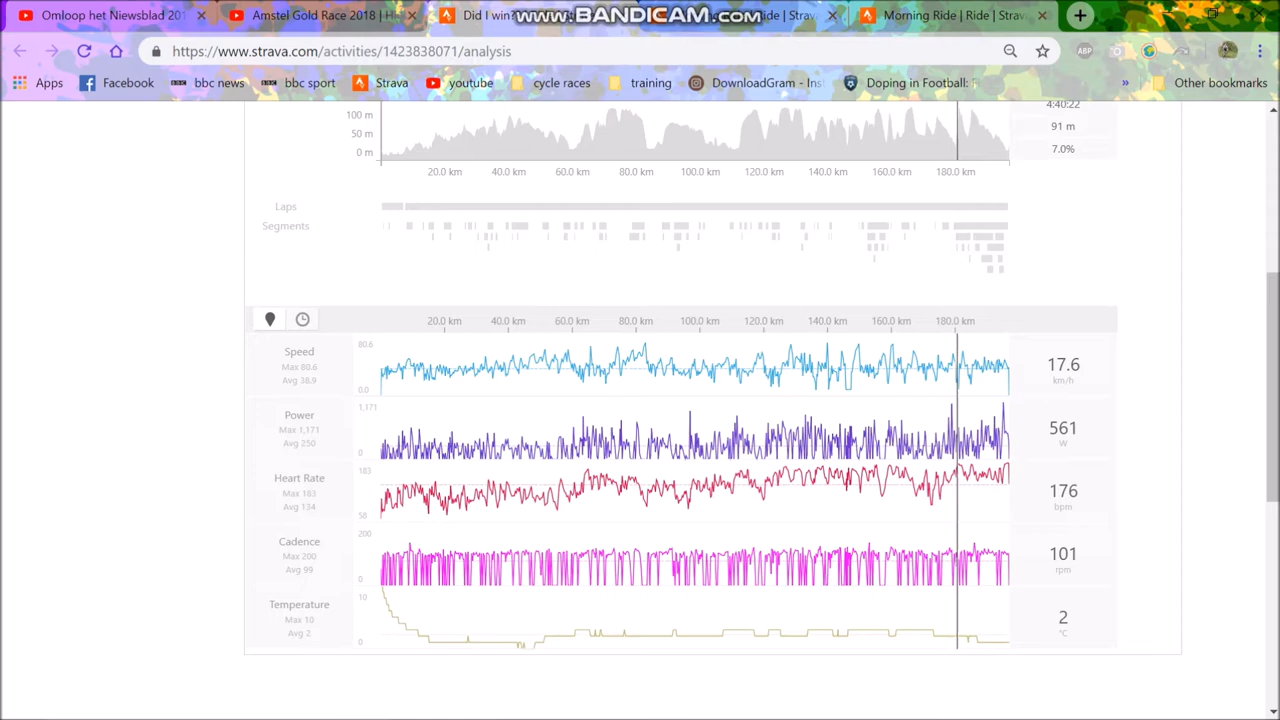 Omloop het Niewsblad 201
Amstel Gold Race 2018 | Hi
Did I win?
www.BANDICAM.com
Ride | Strava
Morning Ride | Ride | Strava
https://www.strava.com/activities/1423838071/analysis
ABP
Apps Facebook bbc news bbc sport Strava youtube cycle races training DownloadGram - Inst Doping in Football: F » Other bookmarks
100 m
50 m
0 m
4:40:22
91 m
7.0%
20.0 km 40.0 km 60.0 km 80.0 km 100.0 km 120.0 km 140.0 km 160.0 km 180.0 km
Laps
Segments
20.0 km 40.0 km 60.0 km 80.0 km 100.0 km 120.0 km 140.0 km 160.0 km 180.0 km
Speed
Max 80.6
Avg 38.9
80.6
0.0
17.6
km/h
Power
Max 1,171
Avg 250
1,171
0
561
W
Heart Rate
Max 183
Avg 134
183
58
176
bpm
Cadence
Max 200
Avg 99
200
0
101
rpm
Temperature
Max 10
Avg 2
10
0
2
°C